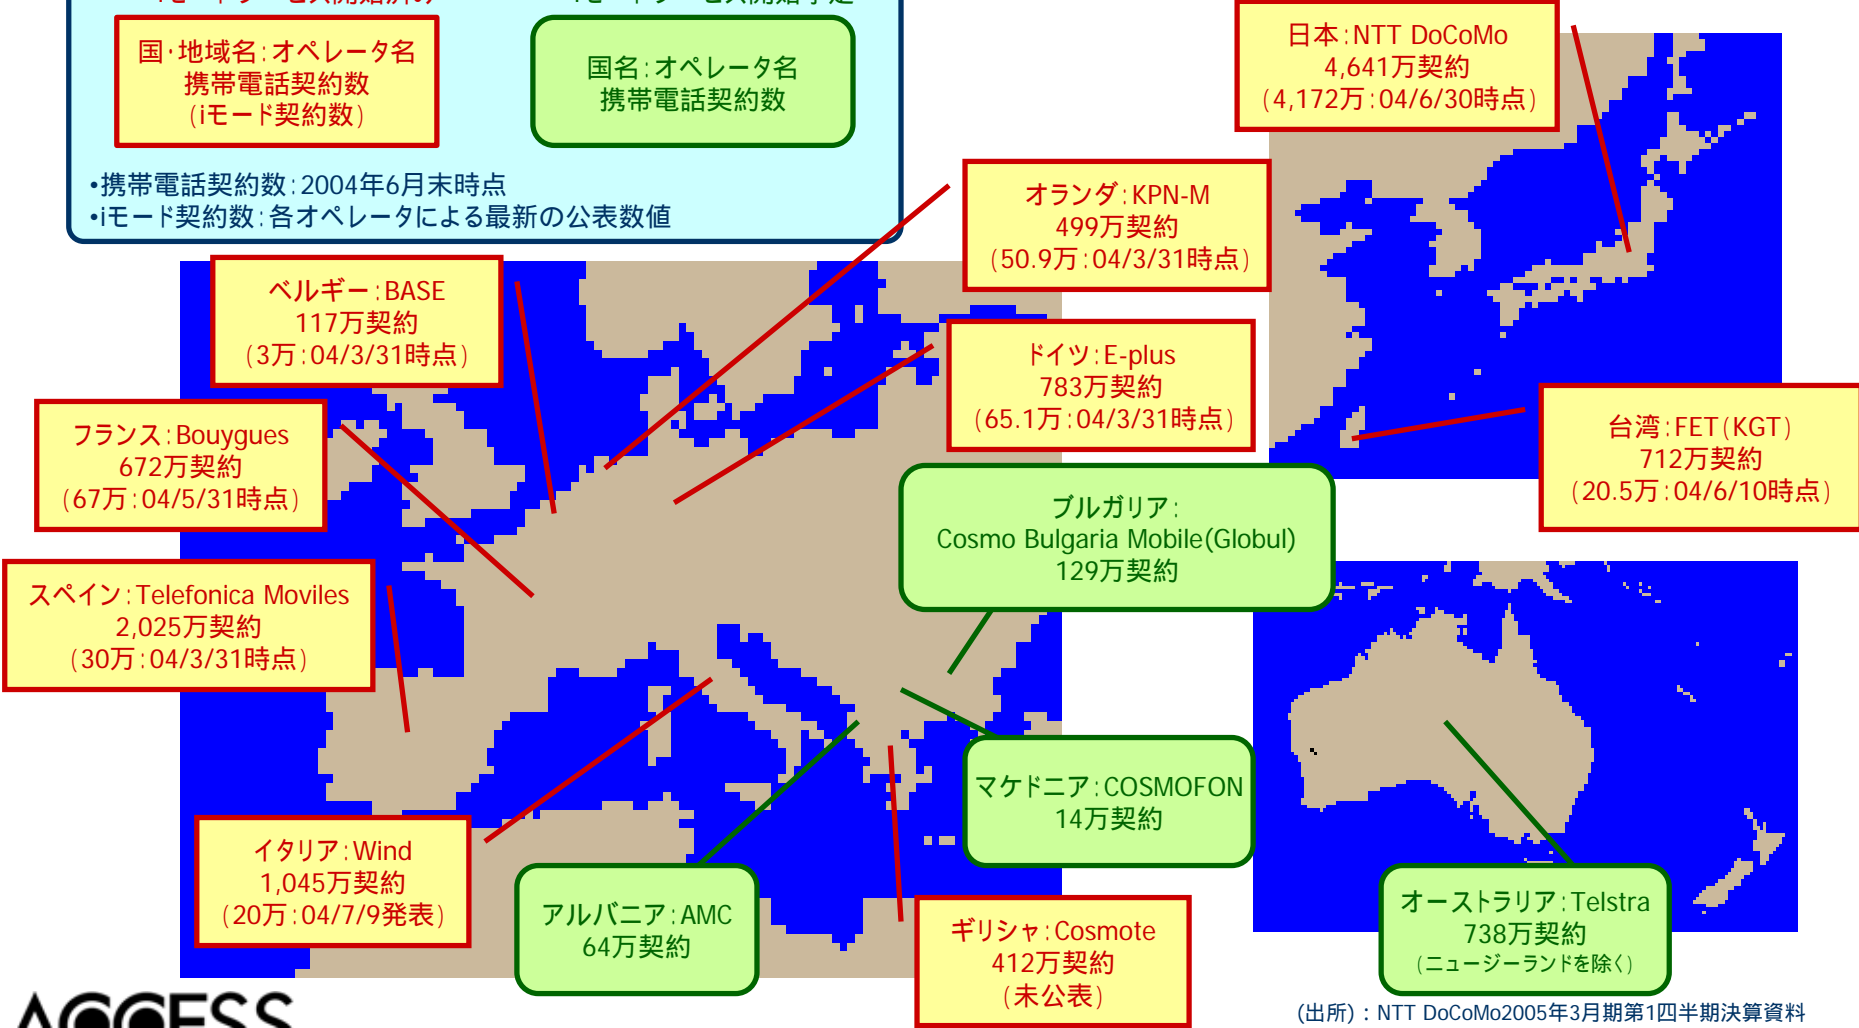 国･地域名:オペレータ名
携帯電話契約数
(iモード契約数)
国名:オペレータ名
携帯電話契約数
•携帯電話契約数:2004年6月末時点
•iモード契約数:各オペレータによる最新の公表数値
日本:NTT DoCoMo
4,641万契約
(4,172万:04/6/30時点)
オランダ:KPN-M
499万契約
(50.9万:04/3/31時点)
ベルギー:BASE
117万契約
(3万:04/3/31時点)
ドイツ:E-plus
783万契約
(65.1万:04/3/31時点)
フランス:Bouygues
672万契約
(67万:04/5/31時点)
台湾:FET(KGT)
712万契約
(20.5万:04/6/10時点)
ブルガリア:
Cosmo Bulgaria Mobile(Globul)
129万契約
スペイン:Telefonica Moviles
2,025万契約
(30万:04/3/31時点)
マケドニア:COSMOFON
14万契約
イタリア:Wind
1,045万契約
(20万:04/7/9発表)
アルバニア:AMC
64万契約
ギリシャ:Cosmote
412万契約
(未公表)
オーストラリア:Telstra
738万契約
(ニュージーランドを除く)
ACCESS
(出所)：NTT DoCoMo2005年3月期第1四半期決算資料